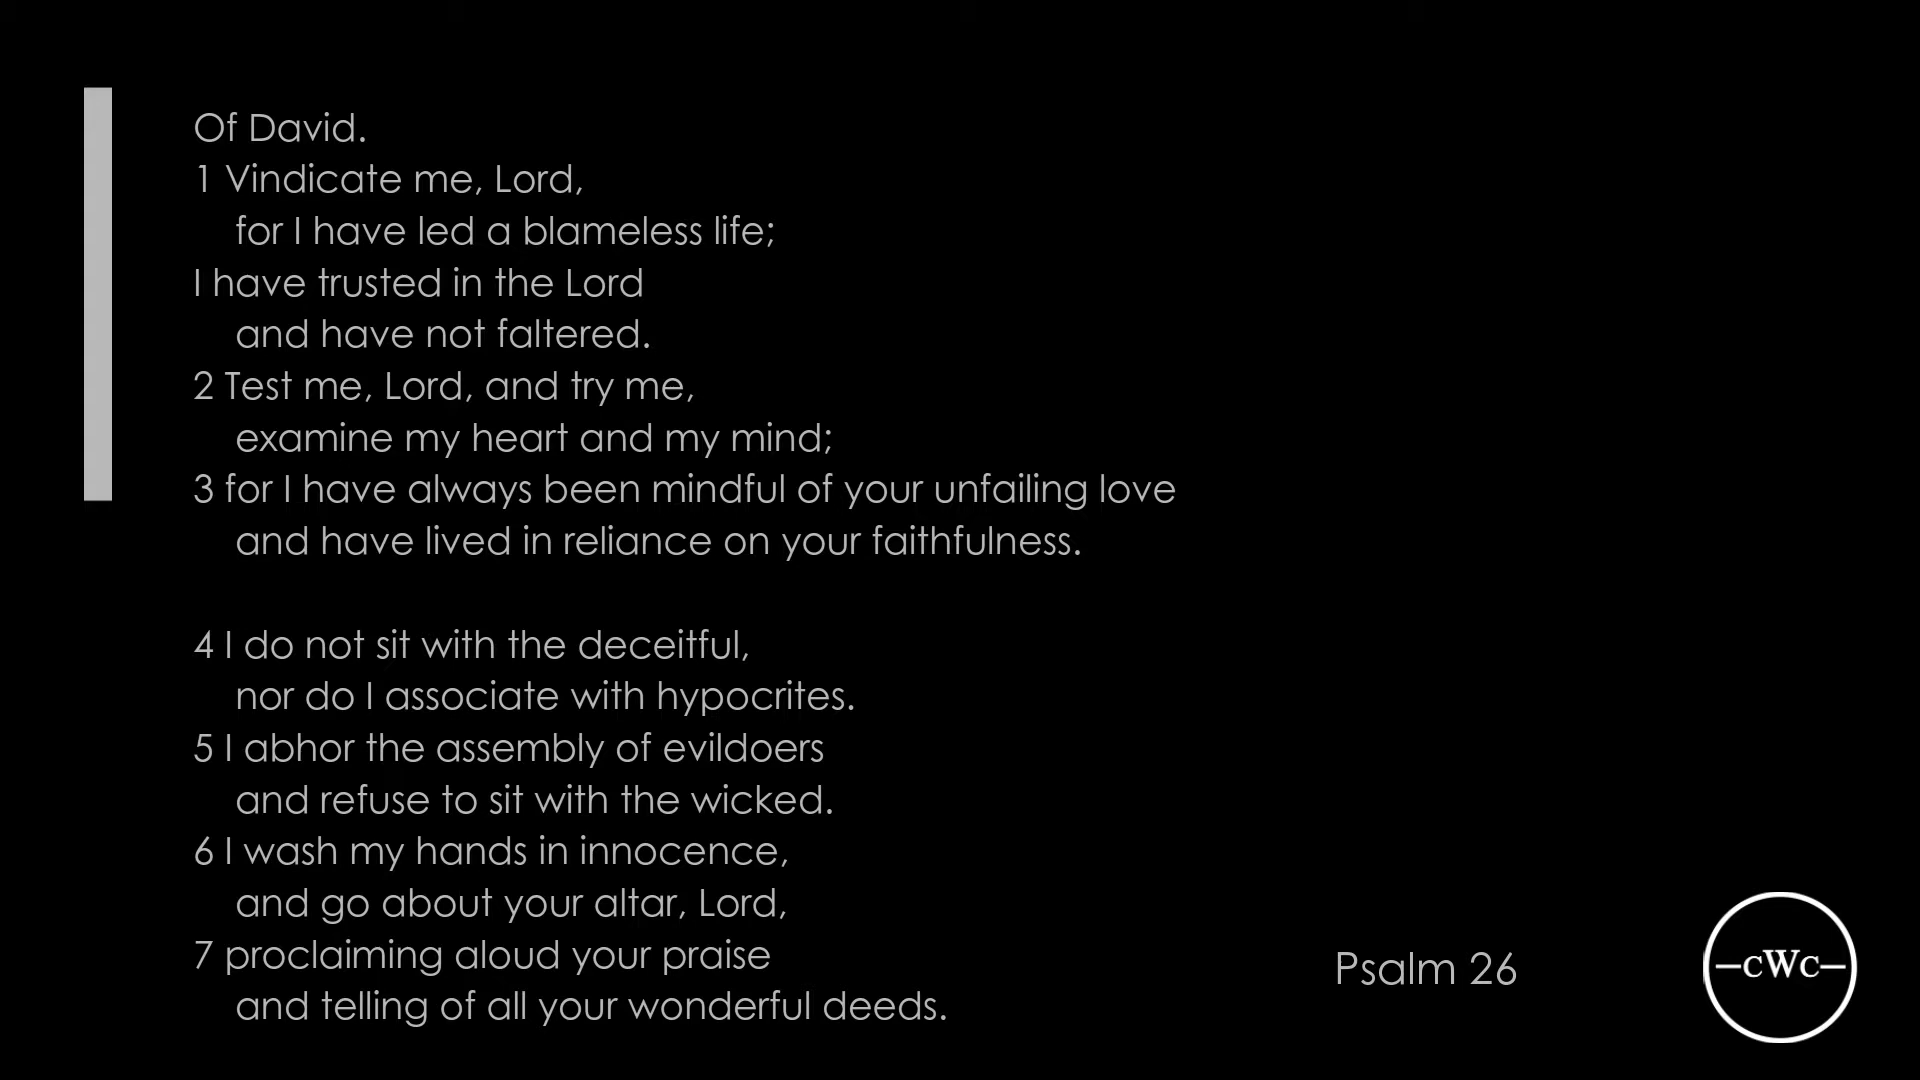 Of David.
1 Vindicate me, Lord,
for I have led a blameless life;
I have trusted in the Lord
and have not faltered.
2 Test me, Lord, and try me,
examine my heart and my mind;
3 for I have always been mindful of your unfailing love
and have lived in reliance on your faithfulness.
4 I do not sit with the deceitful,
nor do I associate with hypocrites.
5 I abhor the assembly of evildoers
and refuse to sit with the wicked.
6 I wash my hands in innocence,
and go about your altar, Lord,
7 proclaiming aloud your praise
and telling of all your wonderful deeds.
Psalm 26
cWc